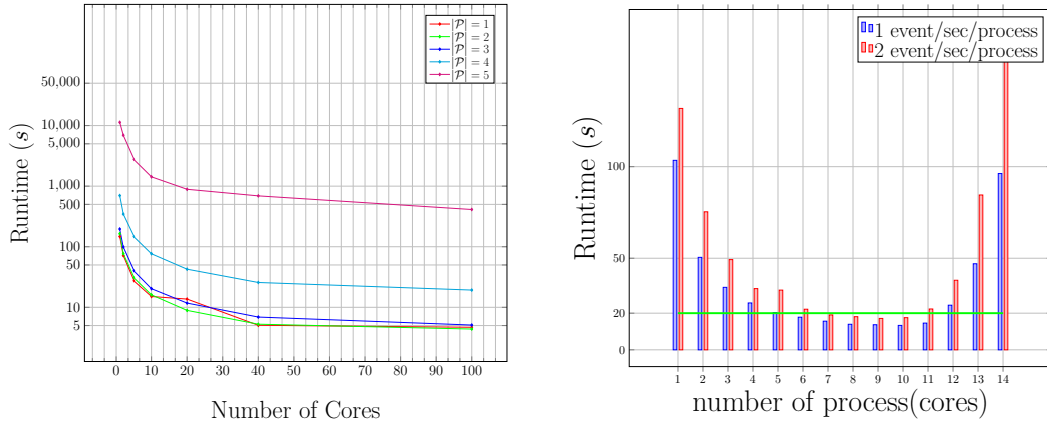 |𝒫| = 1
|𝒫| = 2
|𝒫| = 3
|𝒫| = 4
|𝒫| = 5
50,000
10,000
5,000
1,000
500
100
50
10
5
Runtime (s)
0 10 20 30 40 50 60 70 80 90 100
Number of Cores
1 event/sec/process
2 event/sec/process
100
50
20
0
Runtime (s)
1 2 3 4 5 6 7 8 9 10 11 12 13 14
number of process(cores)